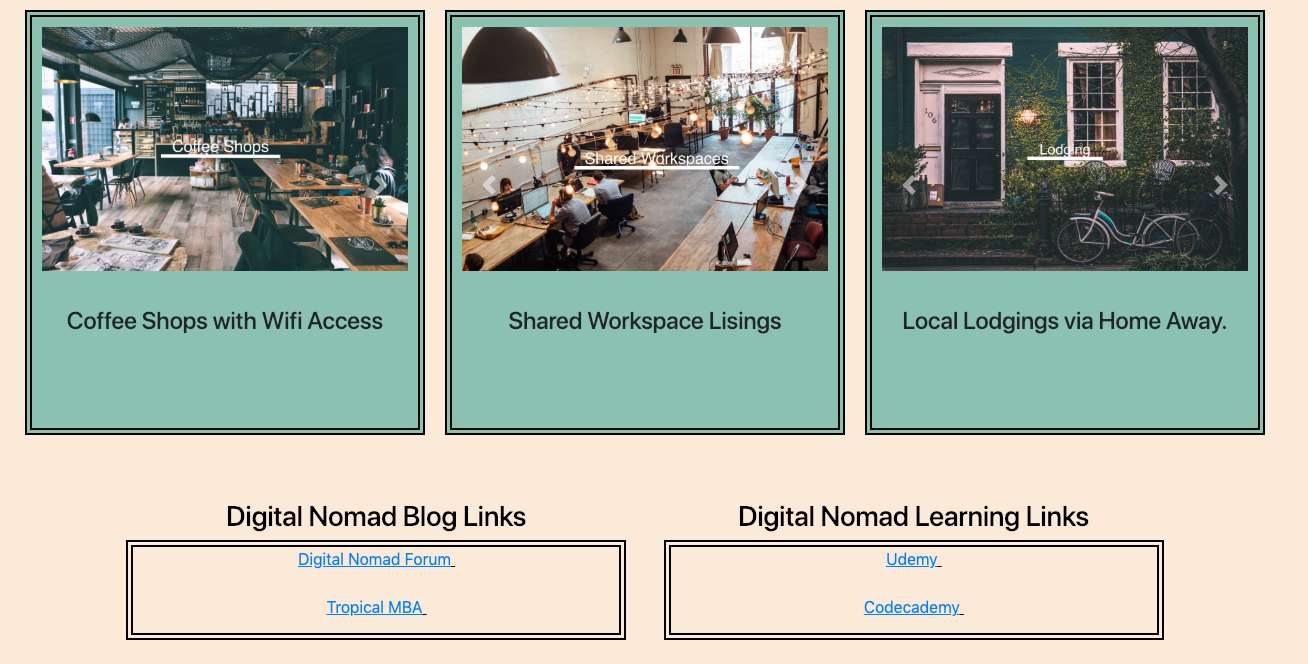 Coffee Shops
Shared Workspaces
Lodging
106
Coffee Shops with Wifi Access
Shared Workspace Lisings
Local Lodgings via Home Away.
Digital Nomad Blog Links
Digital Nomad Forum
Tropical MBA
Digital Nomad Learning Links
Udemy
Codecademy